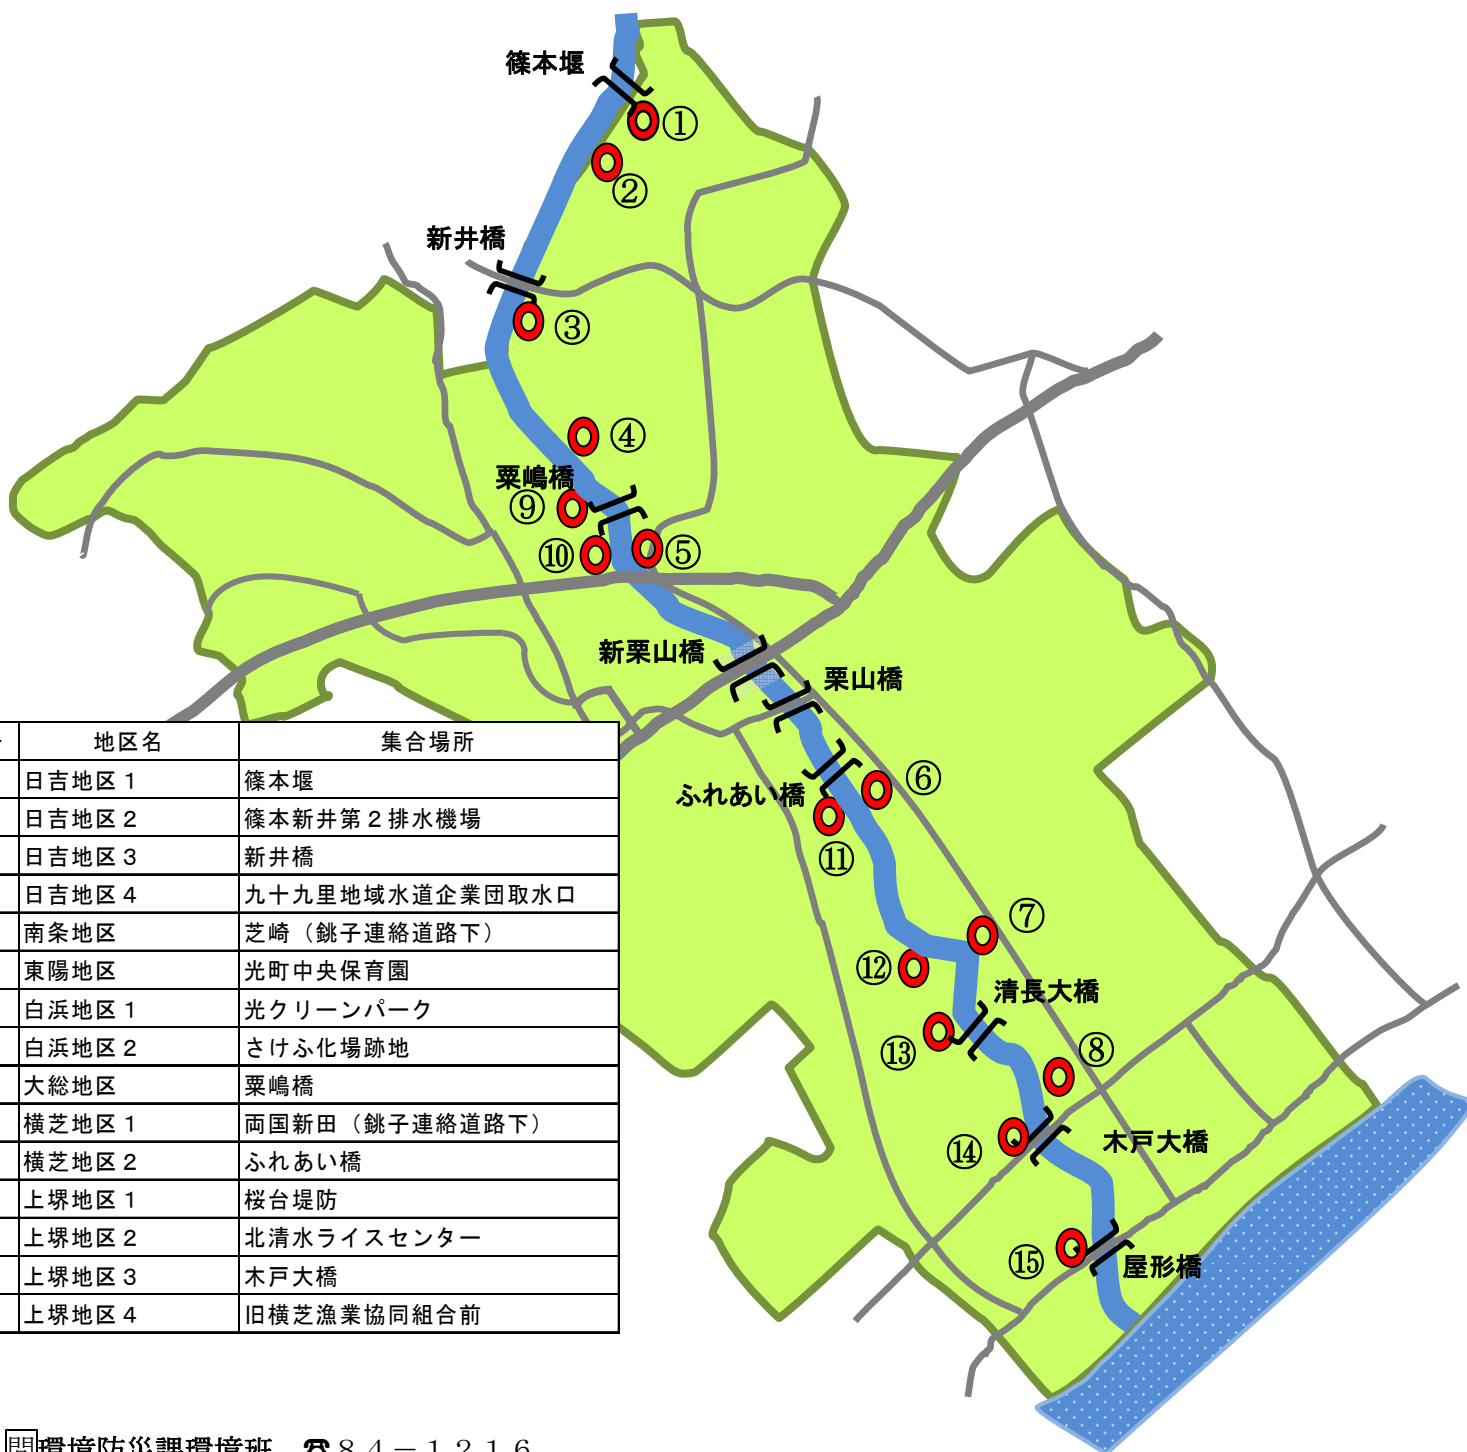 篠本堰
①
②
新井橋
③
④
粟嶋橋
⑨
⑩
⑤
新栗山橋
栗山橋
ふれあい橋
⑥
⑪
⑦
⑫
清長大橋
⑬
⑧
⑭
木戸大橋
⑮
屋形橋
地区名 集合場所
日吉地区1 篠本堰
日吉地区2 篠本新井第2排水機場
日吉地区3 新井橋
日吉地区4 九十九里地域水道企業団取水口
南条地区 芝崎（銚子連絡道路下）
東陽地区 光町中央保育園
白浜地区1 光クリーンパーク
白浜地区2 さけふ化場跡地
大総地区 粟嶋橋
横芝地区1 両国新田（銚子連絡道路下）
横芝地区2 ふれあい橋
上堺地区1 桜台堤防
上堺地区2 北清水ライスセンター
上堺地区3 木戸大橋
上堺地区4 旧横芝漁業協同組合前
問環境防災課環境班 ☎84－1216